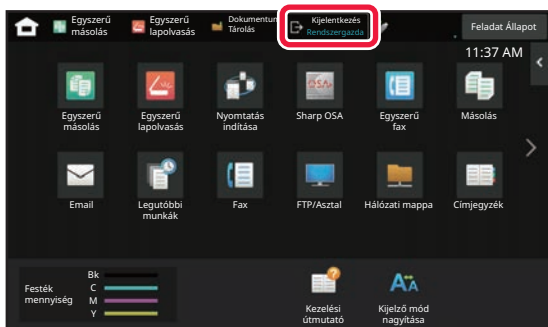 Egyszerű
másolás
Egyszerű
lapolvasás
Dokumentum
Tárolás
Kijelentkezés
Rendszergazda
Feladat Állapot
11:37 AM
Egyszerű
másolás
Egyszerű
lapolvasás
Nyomtatás
indítása
Sharp OSA
Egyszerű
fax
Másolás
Email
Legutóbbi
munkák
Fax
FTP/Asztal
Hálózati mappa
Címjegyzék
Festék
mennyiség
Bk
C
M
Y
Kezelési
útmutató
Kijelző mód
nagyítása